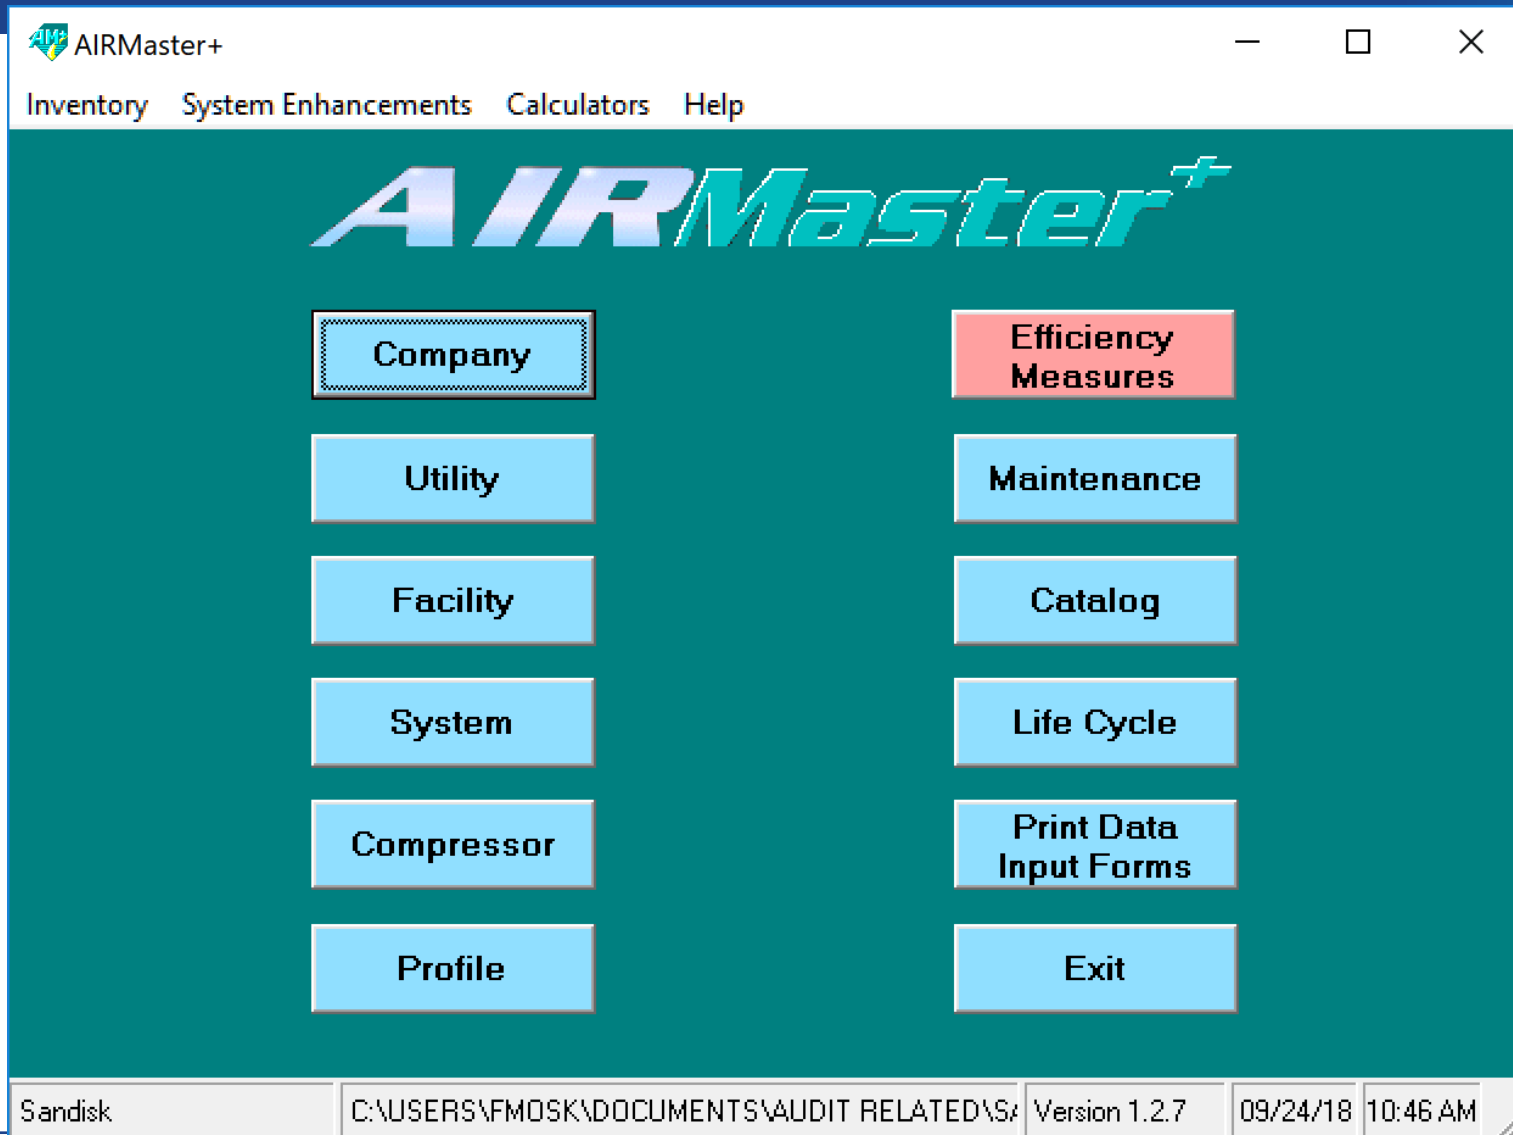 AIRMaster+
Inventory System Enhancements Calculators Help
AIRMaster+
Company
Efficiency
Measures
Utility
Maintenance
Facility
Catalog
System
Life Cycle
Compressor
Print Data
Input Forms
Profile
Exit
Sandisk C:\USERS\FMOSK\DOCUMENTS\AUDIT RELATED\SA Version 1.2.7 09/24/18 10:46 AM